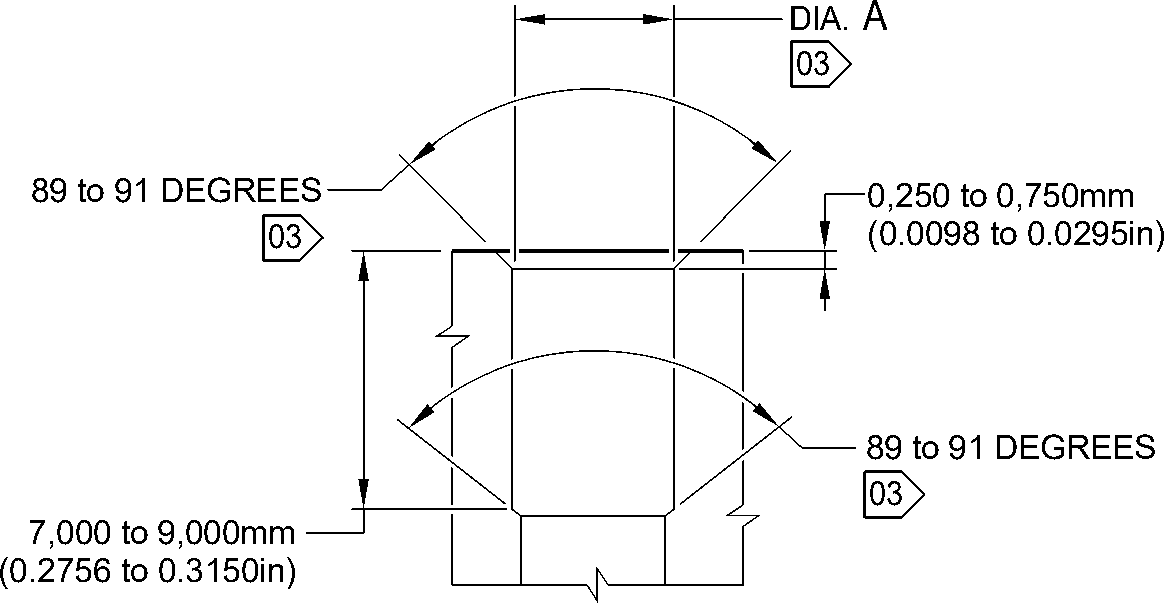 DIA. A
03
89 to 91 DEGREES
03
0,250 to 0,750mm
(0.0098 to 0.0295in)
89 to 91 DEGREES
03
7,000 to 9,000mm
(0.2756 to 0.3150in)